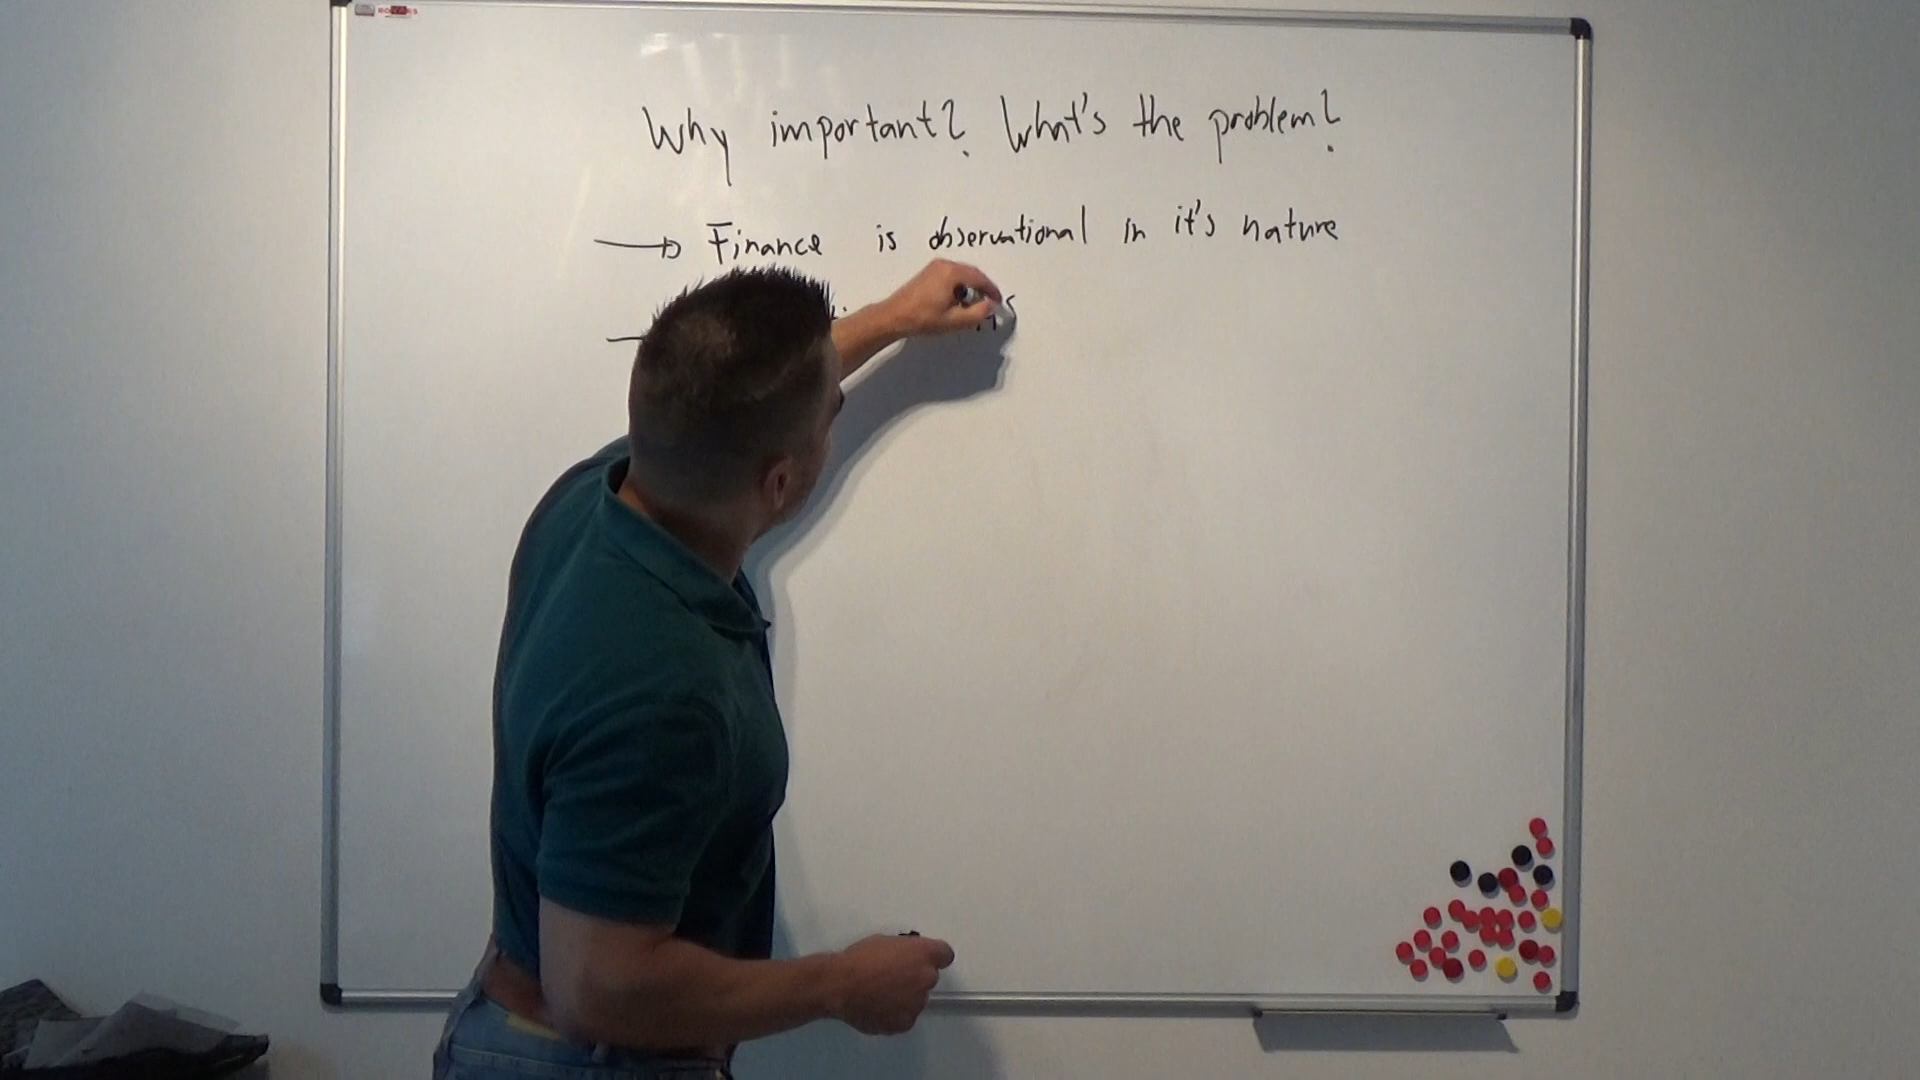 Why important? What's the problem?
→ Finance is observational in it's nature